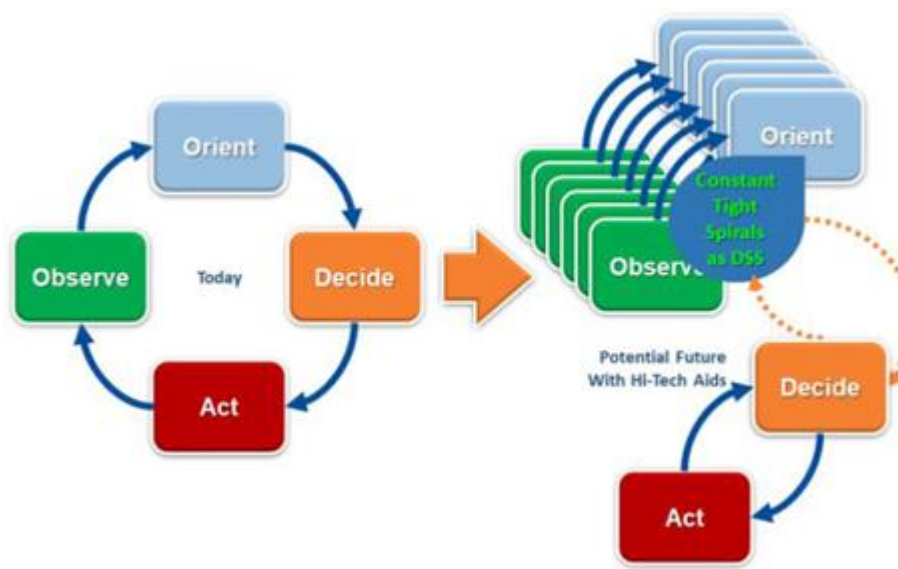 Orient
Observe
Today
Decide
Act
Orient
Constant
Tight
Spirals
as DSS
Observe
Potential Future
With Hi-Tech Aids
Decide
Act